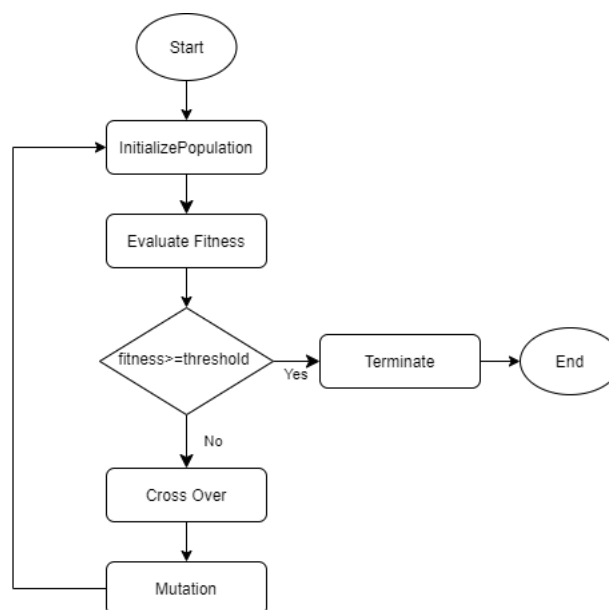 Start
InitializePopulation
Evaluate Fitness
fitness>=threshold
Yes
Terminate
End
No
Cross Over
Mutation